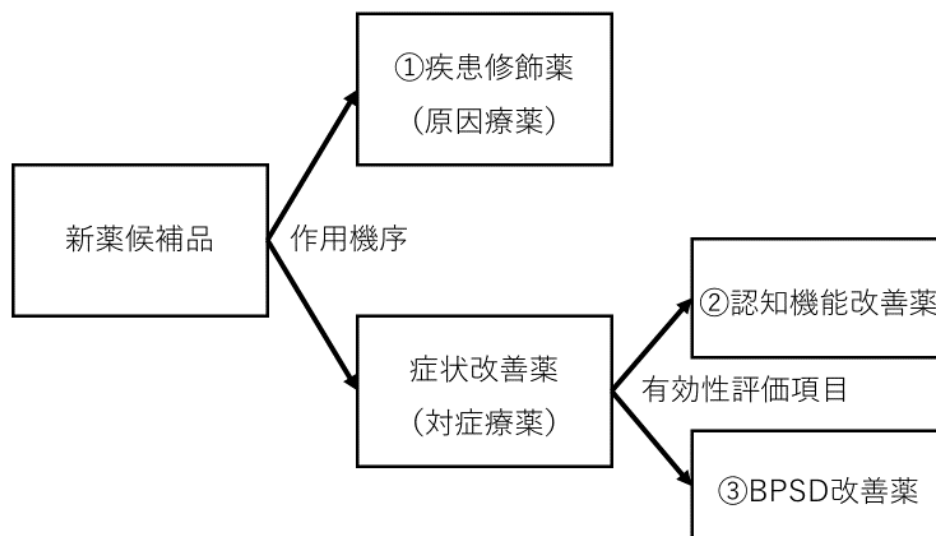 ①疾患修飾薬
（原因療薬）
新薬候補品
作用機序
症状改善薬
（対症療薬）
②認知機能改善薬
有効性評価項目
③BPSD改善薬